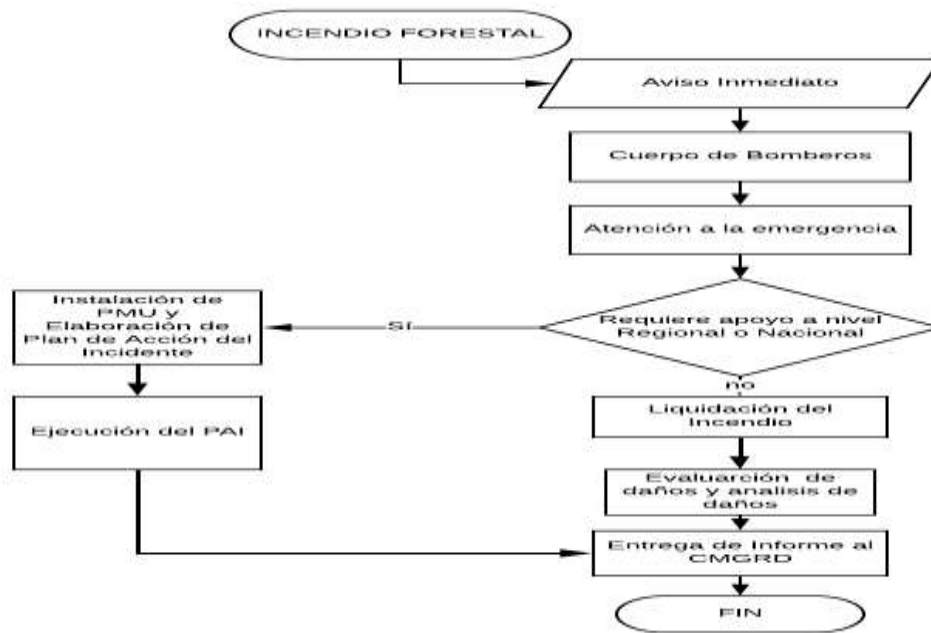 INCENDIO FORESTAL
Aviso Inmediato
Cuerpo de Bomberos
Atención a la emergencia
Requiere apoyo a nivel
Regional o Nacional
Sí
Instalación de
PMU y
Elaboración de
Plan de Acción del
Incidente
Ejecución del PAI
no
Liquidación del
Incendio
Evaluarción de
daños y analisis de
daños
Entrega de Informe al
CMGRD
FIN